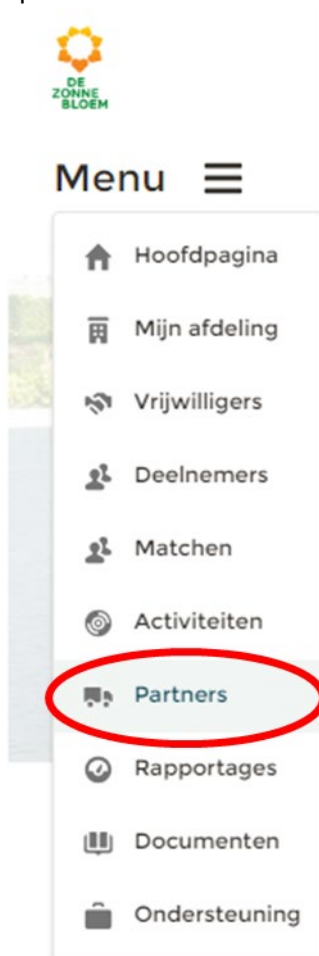 DE
ZONNE
BLOEM
Menu
Hoofdpagina
Mijn afdeling
Vrijwilligers
Deelnemers
Matchen
Activiteiten
Partners
Rapportages
Documenten
Ondersteuning